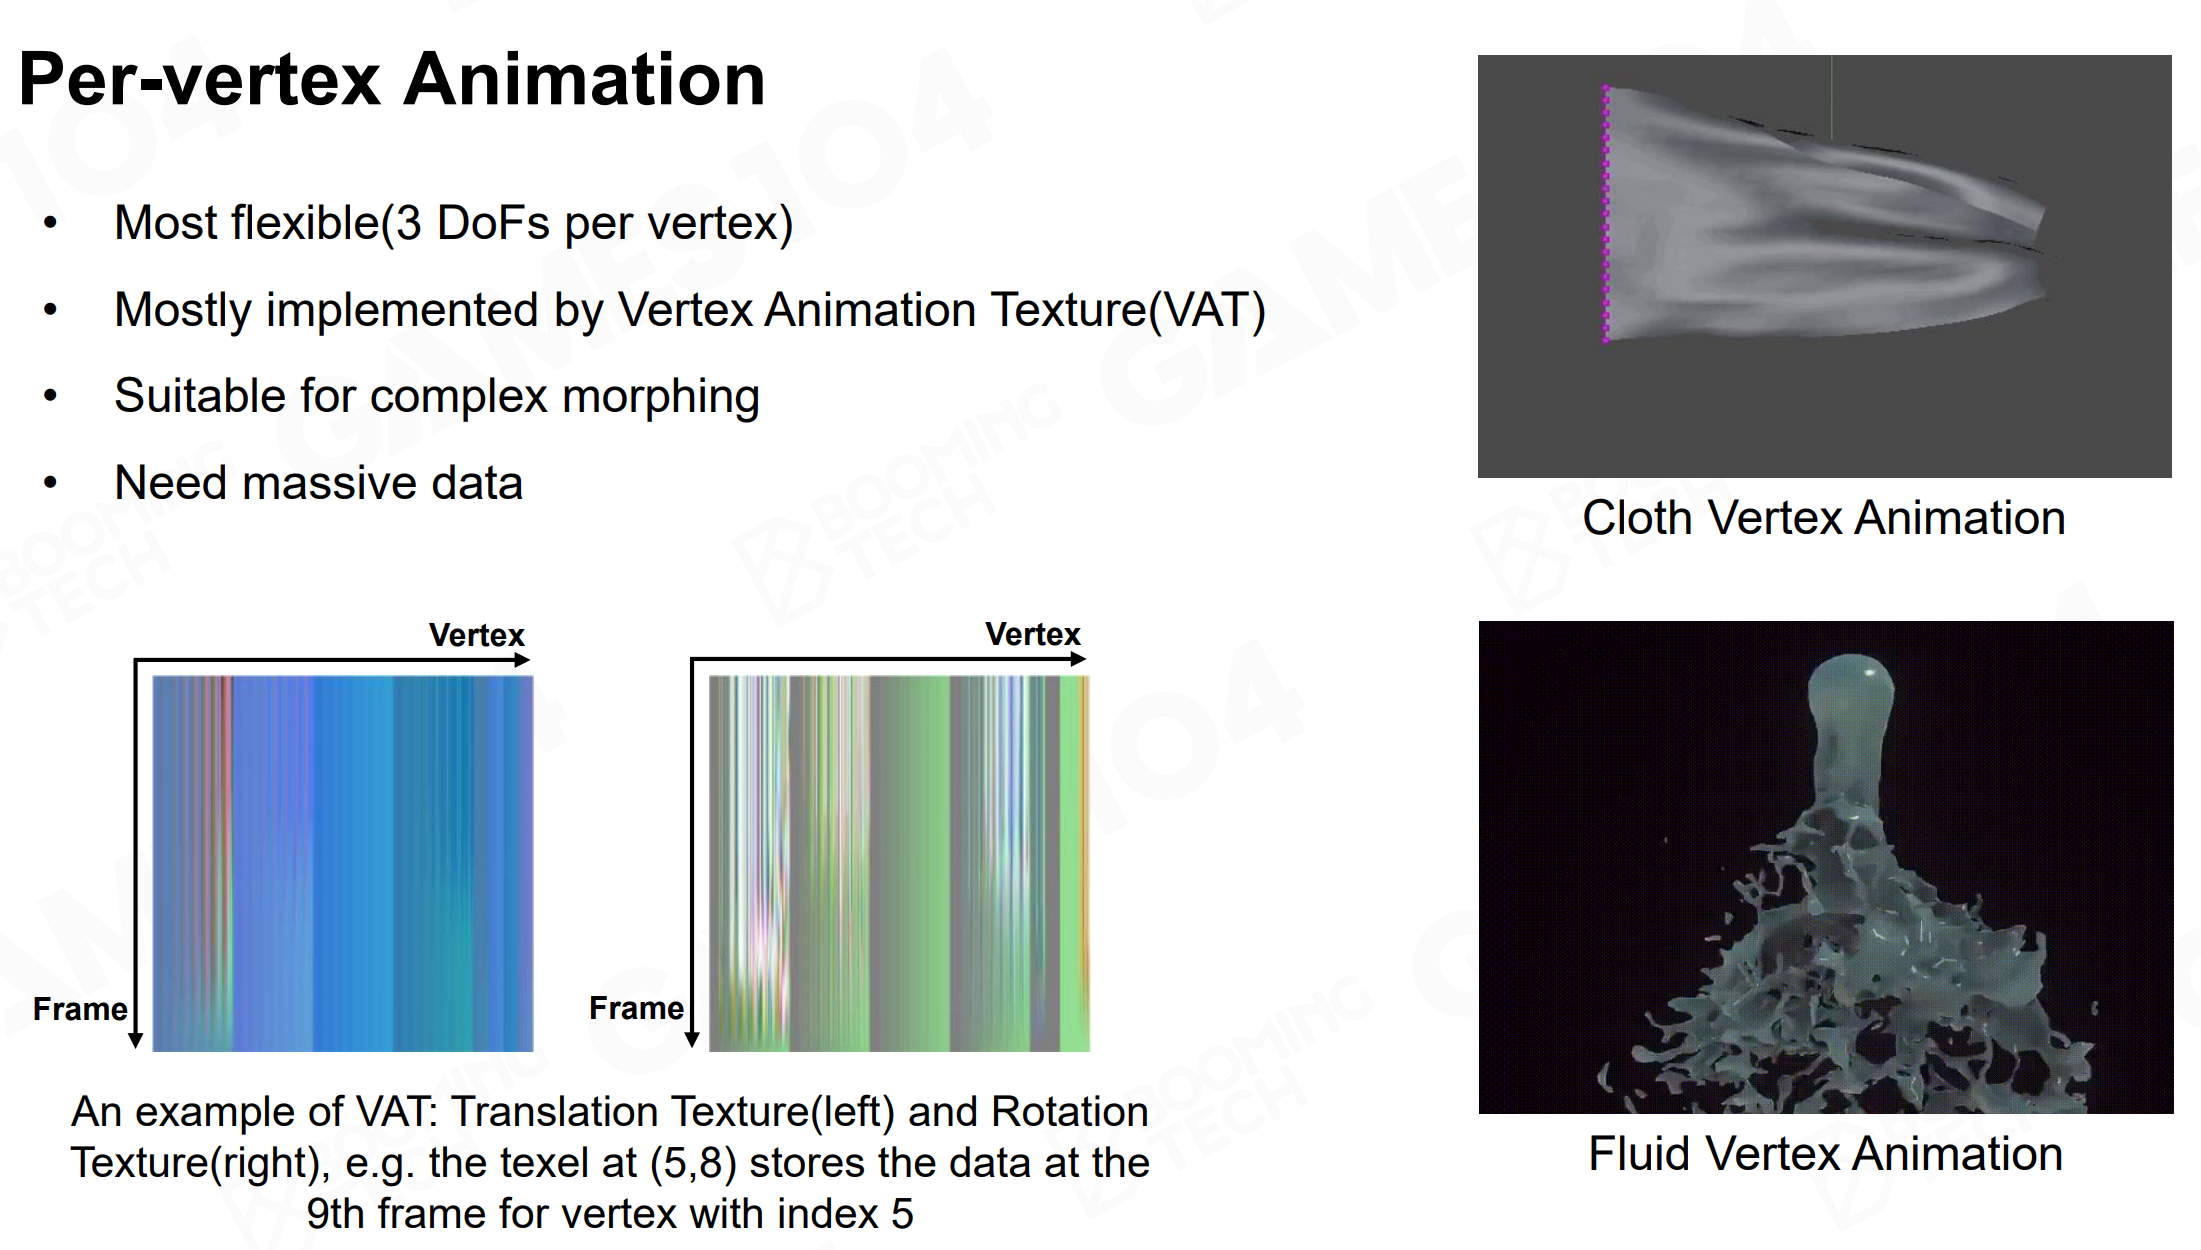 Per-vertex Animation
• Most flexible(3 DoFs per vertex)
• Mostly implemented by Vertex Animation Texture(VAT)
• Suitable for complex morphing
• Need massive data
Cloth Vertex Animation
Vertex
Frame
Vertex
Frame
An example of VAT: Translation Texture(left) and Rotation
Texture(right), e.g. the texel at (5,8) stores the data at the
9th frame for vertex with index 5
Fluid Vertex Animation
GAMES104
BOOMING
TECH